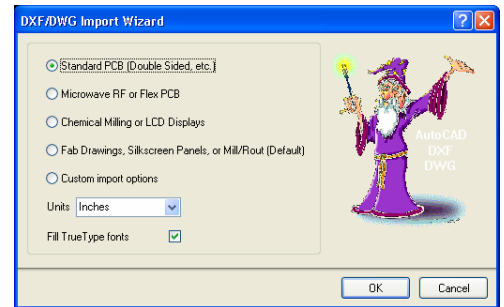 DXF/DWG Import Wizard
Standard PCB (Double Sided, etc.)
Microwave RF or Flex PCB
Chemical Milling or LCD Displays
Fab Drawings, Silkscreen Panels, or Mill/Rout (Default)
Custom import options
Units Inches
Fill TrueType fonts
AutoCAD
DXF
DWG
OK Cancel